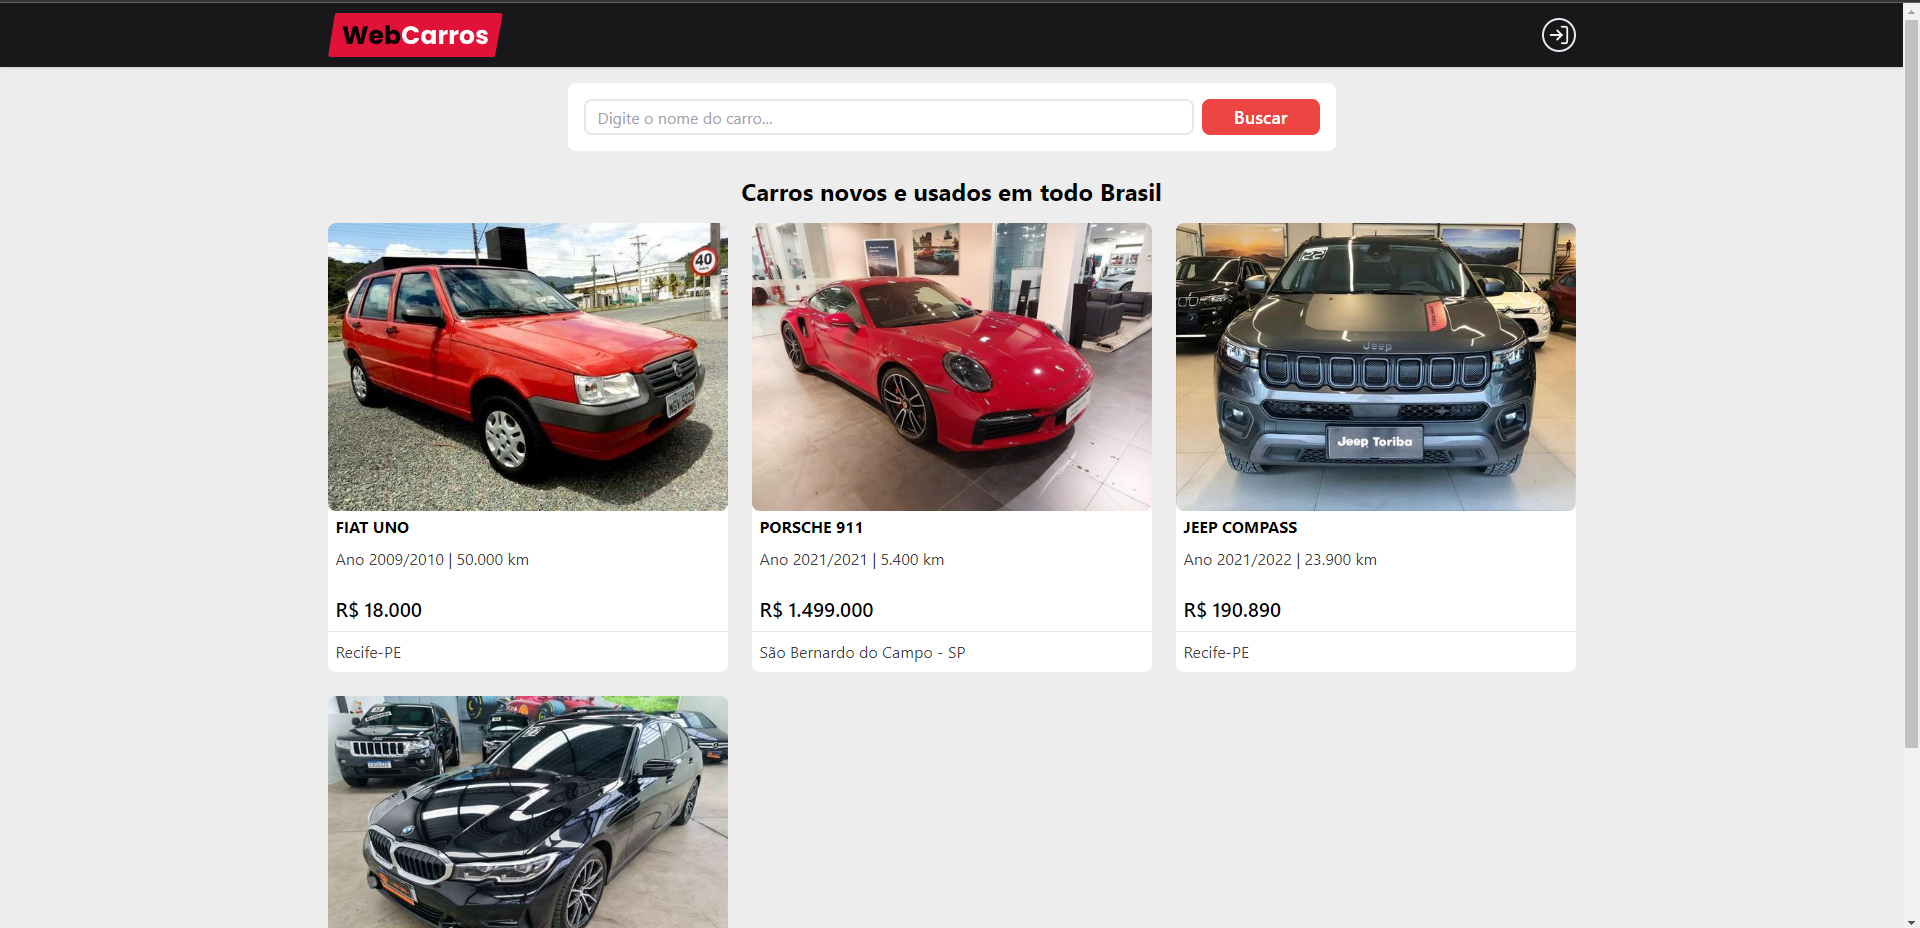 WebCarros
Digite o nome do carro...
Buscar
Carros novos e usados em todo Brasil
40
22
Jeep
Jeep Toriba
FIAT UNO
Ano 2009/2010 | 50.000 km
R$ 18.000
Recife-PE
PORSCHE 911
Ano 2021/2021 | 5.400 km
R$ 1.499.000
São Bernardo do Campo - SP
JEEP COMPASS
Ano 2021/2022 | 23.900 km
R$ 190.890
Recife-PE